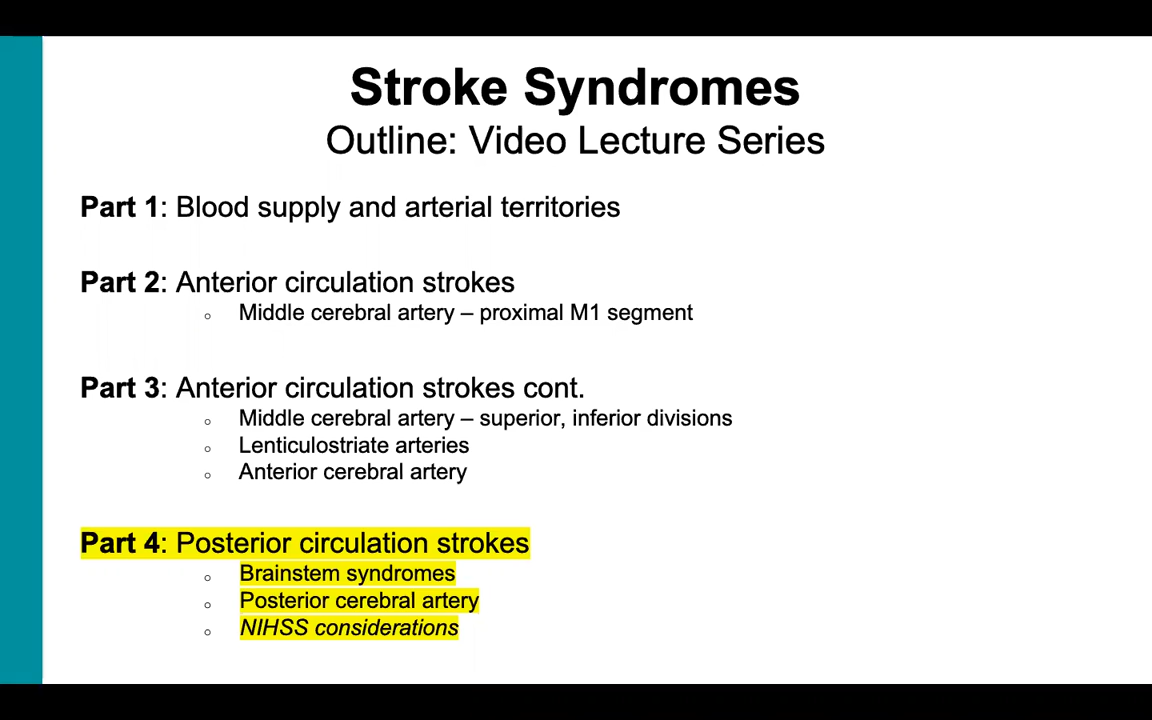 Stroke Syndromes
Outline: Video Lecture Series
Part 1: Blood supply and arterial territories
Part 2: Anterior circulation strokes
Middle cerebral artery – proximal M1 segment
Part 3: Anterior circulation strokes cont.
Middle cerebral artery – superior, inferior divisions
Lenticulostriate arteries
Anterior cerebral artery
Part 4: Posterior circulation strokes
Brainstem syndromes
Posterior cerebral artery
NIHSS considerations